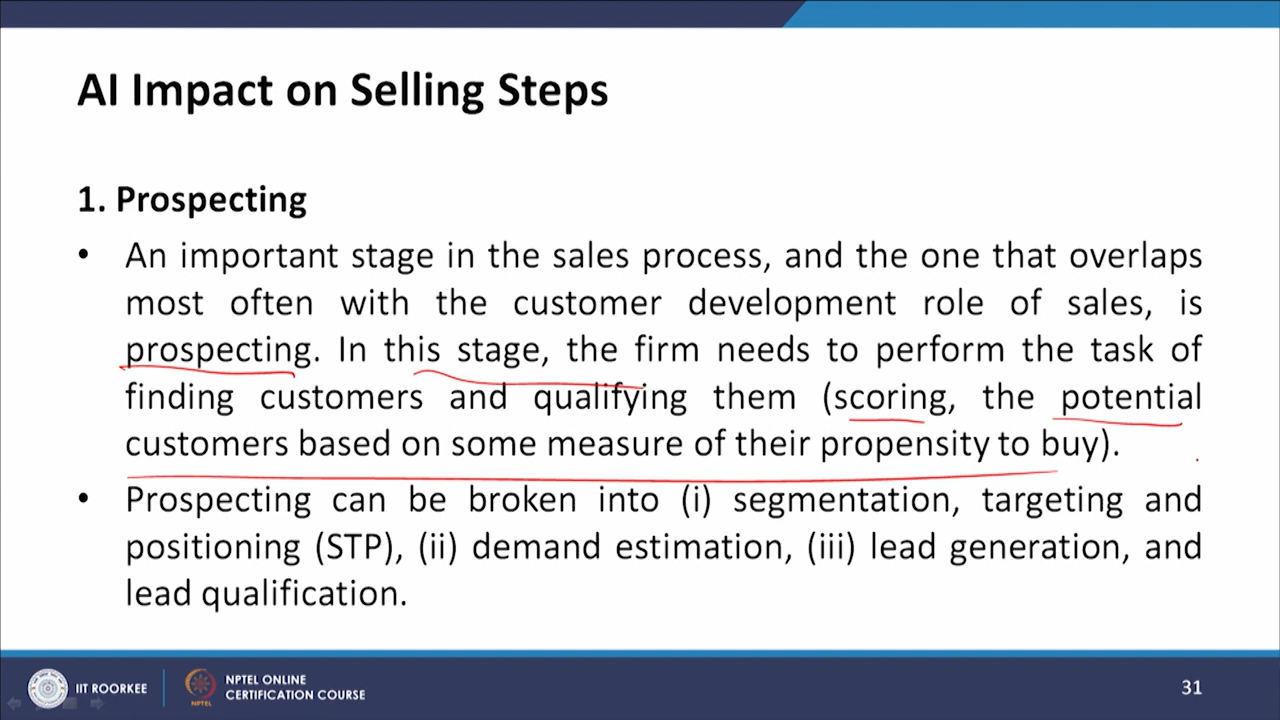 AI Impact on Selling Steps
1. Prospecting
• An important stage in the sales process, and the one that overlaps
most often with the customer development role of sales, is
prospecting. In this stage, the firm needs to perform the task of
finding customers and qualifying them (scoring, the potential
customers based on some measure of their propensity to buy).
• Prospecting can be broken into (i) segmentation, targeting and
positioning (STP), (ii) demand estimation, (iii) lead generation, and
lead qualification.
IIT ROORKEE
NPTEL
NPTEL ONLINE
CERTIFICATION COURSE
31